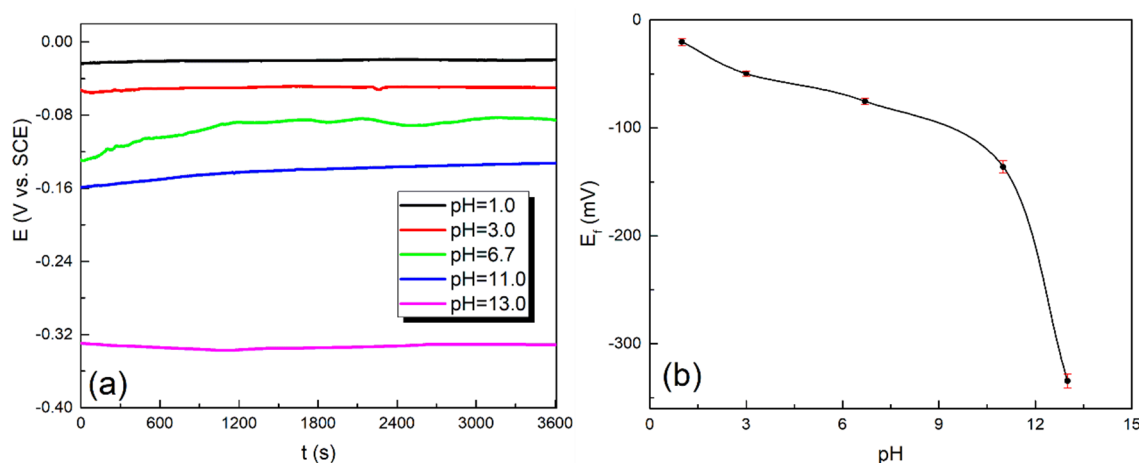 0.00
-0.08
-0.16
-0.24
-0.32
-0.40
E (V vs. SCE)
pH=1.0
pH=3.0
pH=6.7
pH=11.0
pH=13.0
(a)
0 600 1200 1800 2400 3000 3600
t (s)
0
-100
-200
-300
E_f (mV)
(b)
0 3 6 9 12 15
pH